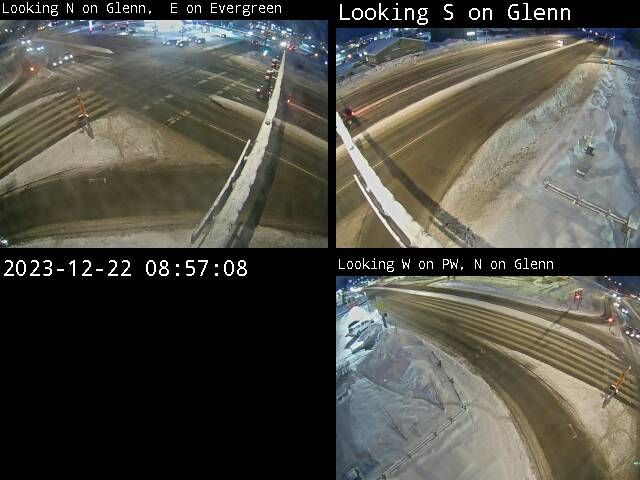 Looking N on Glenn,  E on Evergreen
Looking S on Glenn
2023-12-22 08:57:08
Looking W on PW, N on Glenn